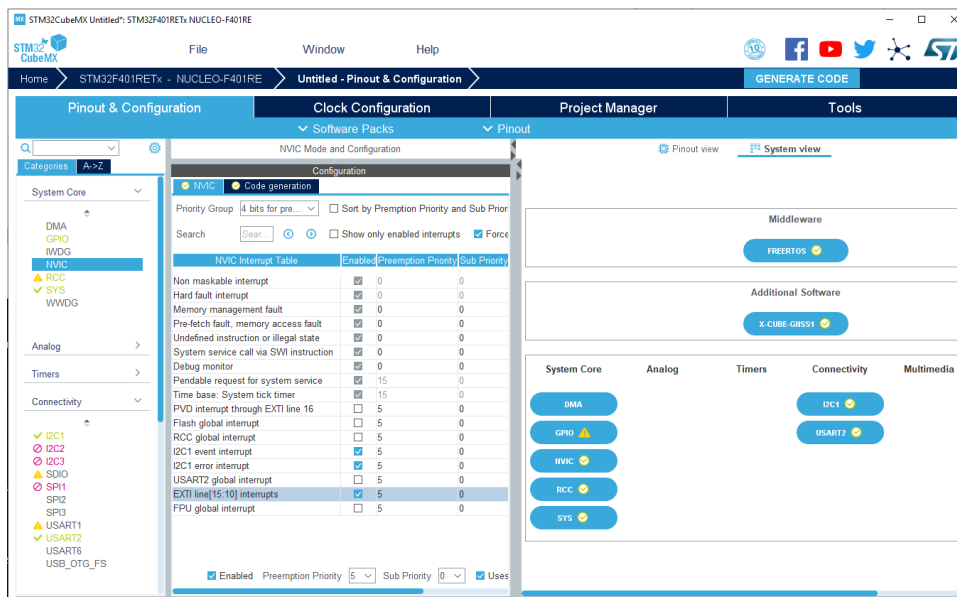 MX STM32CubeMX Untitled*: STM32F401RETx NUCLEO-F401RE
STM32
CubeMX
File Window Help
10
Home STM32F401RETx - NUCLEO-F401RE Untitled - Pinout & Configuration GENERATE CODE
Pinout & Configuration Clock Configuration Project Manager Tools
Software Packs Pinout
NVIC Mode and Configuration
Pinout view System view
Categories A->Z
Configuration
NVIC Code generation
System Core
Priority Group 4 bits for pre... Sort by Premption Priority and Sub Prior
Search Sear... Show only enabled interrupts Force
NVIC Interrupt Table Enabled Preemption Priority Sub Priority
Non maskable interrupt 0 0
Hard fault interrupt 0 0
Memory management fault 0 0
Pre-fetch fault, memory access fault 0 0
Undefined instruction or illegal state 0 0
System service call via SWI instruction 0 0
Debug monitor 0 0
Pendable request for system service 15 0
Time base: System tick timer 15 0
PVD interrupt through EXTI line 16 5 0
Flash global interrupt 5 0
RCC global interrupt 5 0
I2C1 event interrupt 5 0
I2C1 error interrupt 5 0
USART2 global interrupt 5 0
EXTI line[15:10] interrupts 5 0
FPU global interrupt 5 0
Enabled Preemption Priority 5 Sub Priority 0 Uses
DMA
GPIO
IWDG
NVIC
RCC
SYS
WWDG
Analog
Timers
Connectivity
I2C1
I2C2
I2C3
SDIO
SPI1
SPI2
SPI3
USART1
USART2
USART6
USB_OTG_FS
Middleware
FREERTOS
Additional Software
X-CUBE-GNSS1
System Core Analog Timers Connectivity Multimedia
DMA I2C1
GPIO USART2
NVIC
RCC
SYS